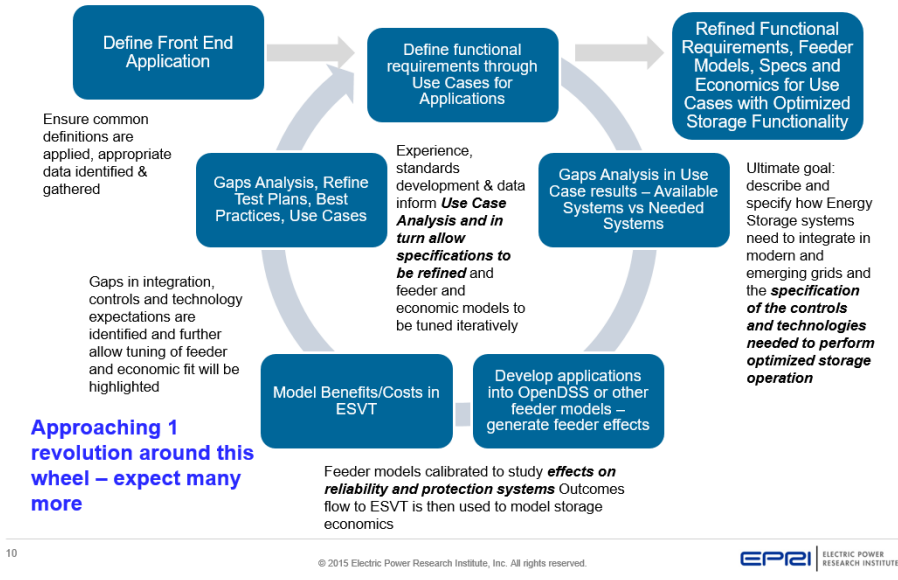 Define Front End
Application
Define functional
requirements through
Use Cases for
Applications
Refined Functional
Requirements, Feeder
Models, Specs and
Economics for Use
Cases with Optimized
Storage Functionality
Ensure common
definitions are
applied, appropriate
data identified &
gathered
Gaps Analysis, Refine
Test Plans, Best
Practices, Use Cases
Experience,
standards
development & data
inform Use Case
Analysis and in
turn allow
specifications to
be refined and
feeder and
economic models to
be tuned iteratively
Gaps Analysis in Use
Case results – Available
Systems vs Needed
Systems
Ultimate goal:
describe and
specify how Energy
Storage systems
need to integrate in
modern and
emerging grids and
the specification
of the controls
and technologies
needed to perform
optimized storage
operation
Gaps in integration,
controls and technology
expectations are
identified and further
allow tuning of feeder
and economic fit will be
highlighted
Model Benefits/Costs in
ESVT
Develop applications
into OpenDSS or other
feeder models –
generate feeder effects
Approaching 1
revolution around this
wheel – expect many
more
Feeder models calibrated to study effects on
reliability and protection systems Outcomes
flow to ESVT is then used to model storage
economics
10
© 2015 Electric Power Research Institute, Inc. All rights reserved.
EPRI
ELECTRIC POWER
RESEARCH INSTITUTE